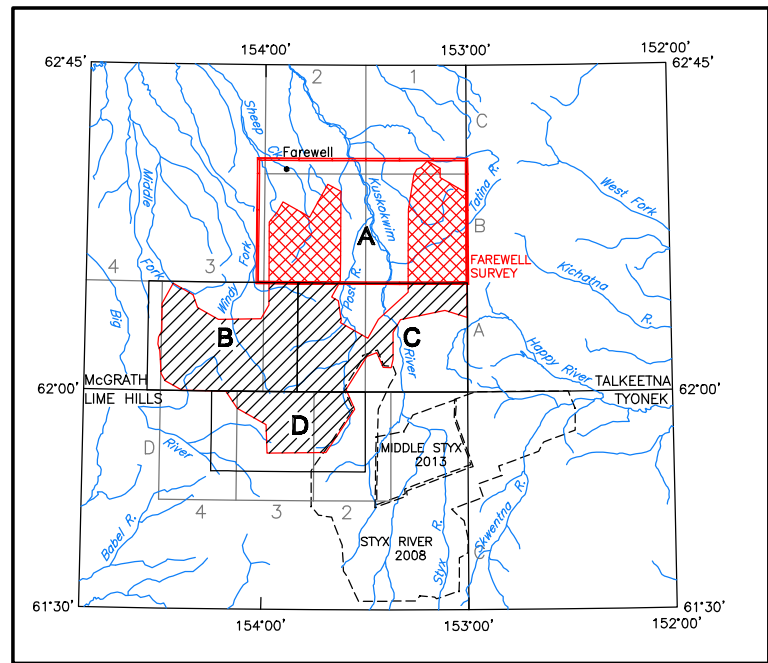 154°00' 153°00' 152°00'
62°45' 62°45'
2 1
Sheep Ck
C
Farewell
Middle
Kuskokwim
Tatina R.
West Fork
B
A
Fork
FAREWELL
SURVEY
4 3
Windy
Post R.
Kichatna
R.
Big
Fork
B
C
A
River
Happy River
McGRATH 62°00' TALKEETNA 62°00'
LIME HILLS TYONEK
D
D
River
MIDDLE STYX
2013
4 3 2
Babel R.
STYX RIVER
2008
R.
Styx
Skwentna R.
C
61°30' 61°30'
154°00' 153°00' 152°00'